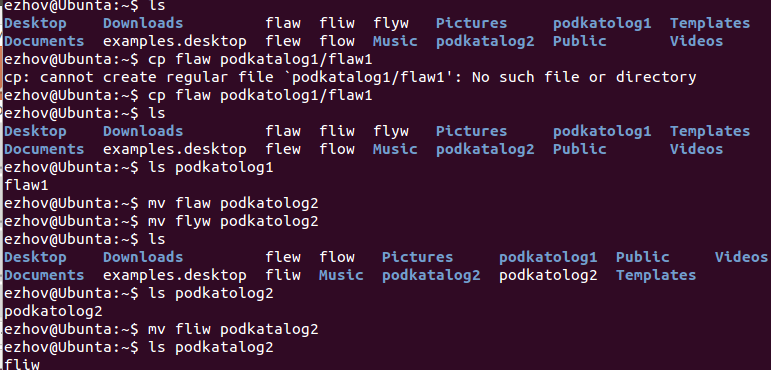 ezhov@Ubunta:~$ ls
Desktop Downloads flaw fliw flyw Pictures podkatolog1 Templates
Documents examples.desktop flew flow Music podkatalog2 Public Videos
ezhov@Ubunta:~$ cp flaw podkatalog1/flaw1
cp: cannot create regular file `podkatalog1/flaw1': No such file or directory
ezhov@Ubunta:~$ cp flaw podkatolog1/flaw1
ezhov@Ubunta:~$ ls
Desktop Downloads flaw fliw flyw Pictures podkatolog1 Templates
Documents examples.desktop flew flow Music podkatalog2 Public Videos
ezhov@Ubunta:~$ ls podkatolog1
flaw1
ezhov@Ubunta:~$ mv flaw podkatolog2
ezhov@Ubunta:~$ mv flyw podkatolog2
ezhov@Ubunta:~$ ls
Desktop Downloads flew flow Pictures podkatolog1 Public Videos
Documents examples.desktop fliw Music podkatalog2 podkatolog2 Templates
ezhov@Ubunta:~$ ls podkatolog2
podkatolog2
ezhov@Ubunta:~$ mv fliw podkatalog2
ezhov@Ubunta:~$ ls podkatalog2
fliw